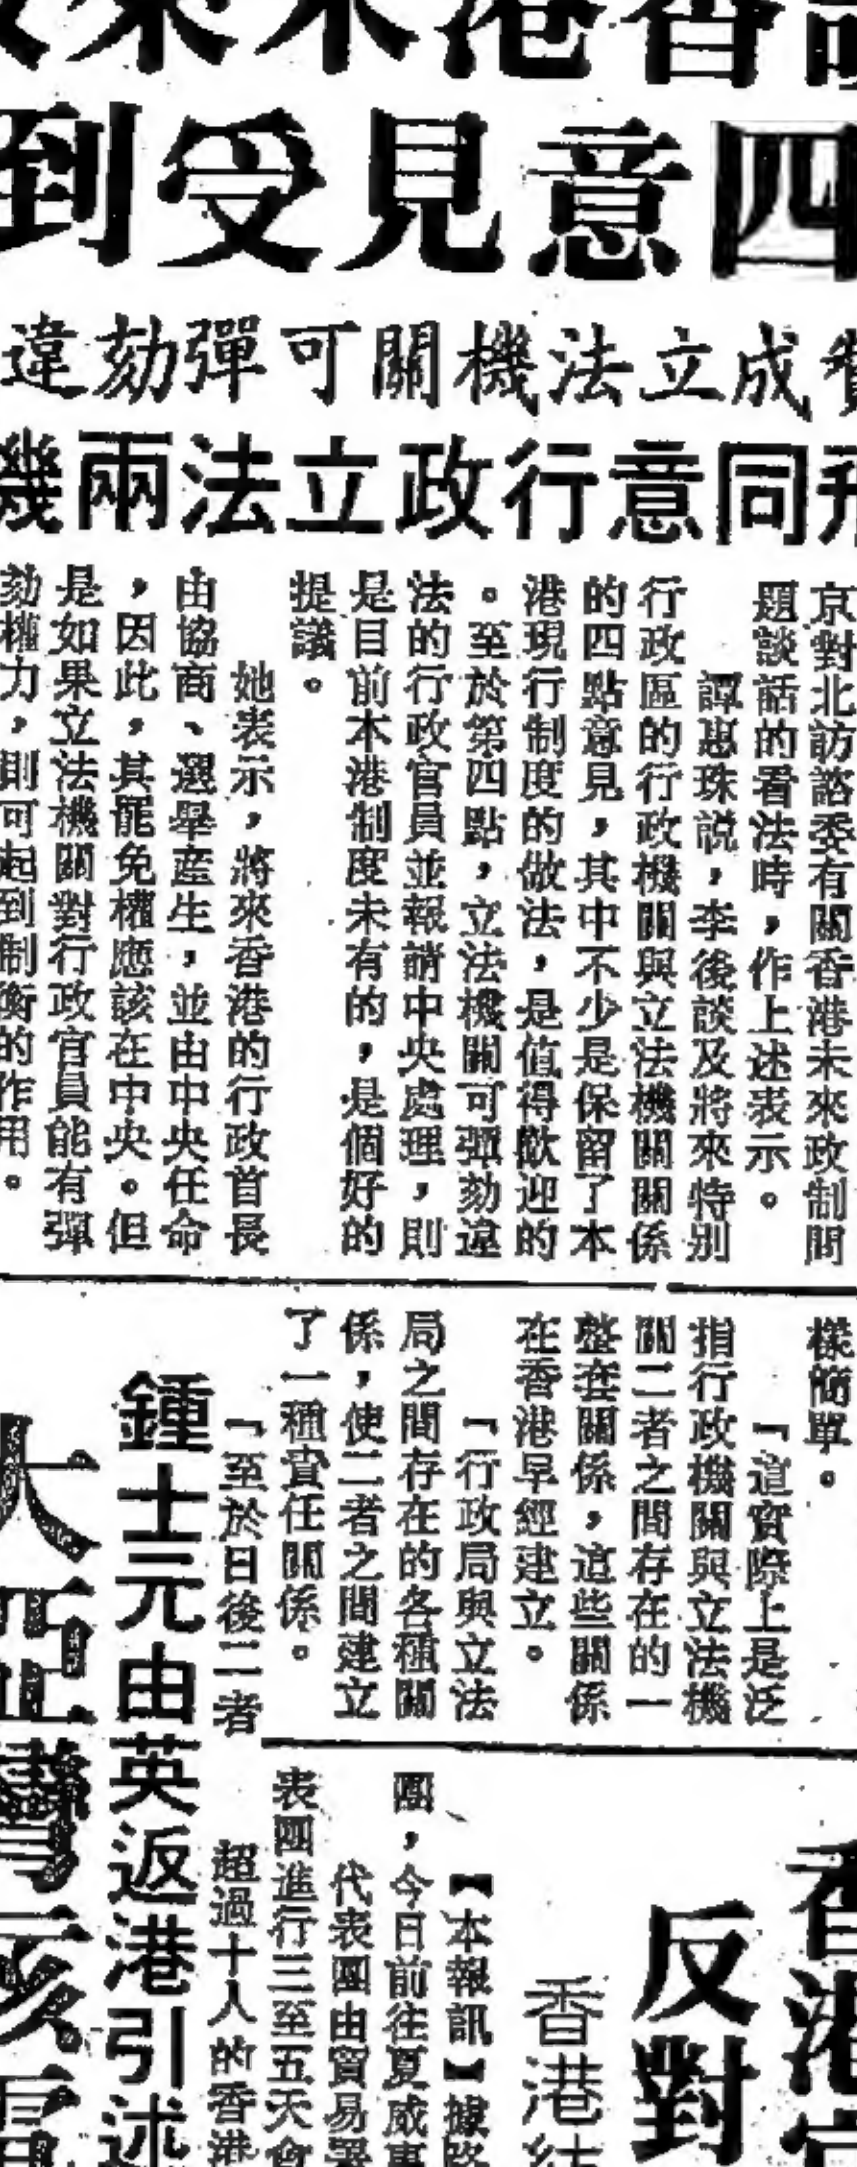 香港未來
四意見受到
成立法機關可彈劾違
同意行政立法兩機
京對北訪諮委有關香港未來政制問
題談話的看法時，作上述表示。
譚惠珠說，李後談及將來特別
行政區的行政機關與立法機關關係
的四點意見，其中不少是保留了本
港現行制度的做法，是值得歡迎的
。至於第四點，立法機關可彈劾違
法的行政官員並報請中央處理，則
是目前本港制度未有的，是個好的
提議。
她表示，將來香港的行政首長
由協商、選舉產生，並由中央任命
，因此，其罷免權應該在中央。但
是如果立法機關對行政官員能有彈
劾權力，則可起到制衡的作用。
樣簡單。
「這實際上是泛
指行政機關與立法機
關二者之間存在的一
整套關係，這些關係
在香港早經建立。
「行政局與立法
局之間存在的各種關
係，使二者之間建立
了一種責任關係。
「至於日後二者
鍾士元由英返港引述
大亞灣核
香港
反對
香港
【本報訊】據
團，今日前往夏威夷
代表團由貿易署
表團進行三至五天會
超過十人的香港